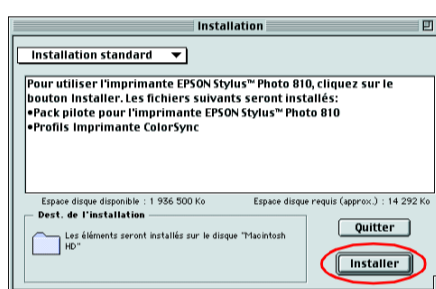 Installation
Installation standard
Pour utiliser l'imprimante EPSON Stylus™ Photo 810, cliquez sur le
bouton Installer. Les fichiers suivants seront installés:
•Pack pilote pour l'imprimante EPSON Stylus™ Photo 810
•Profils Imprimante ColorSync
Espace disque disponible : 1 936 500 Ko Espace disque requis (approx.) : 14 292 Ko
Dest. de l'installation
Les éléments seront installés sur le disque "Macintosh
HD"
Quitter
Installer